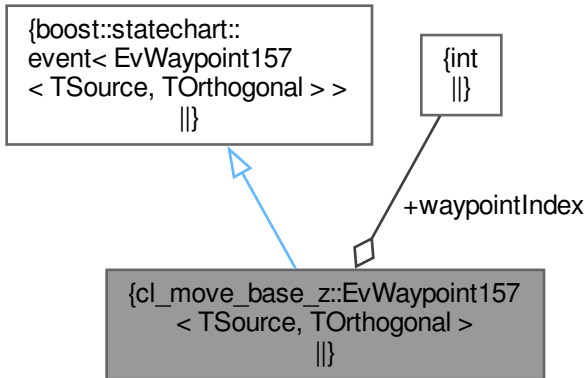 {boost::statechart::
event< EvWaypoint157
< TSource, TOrthogonal > >
||}
{int
||}
+waypointIndex
{cl_move_base_z::EvWaypoint157
< TSource, TOrthogonal >
||}